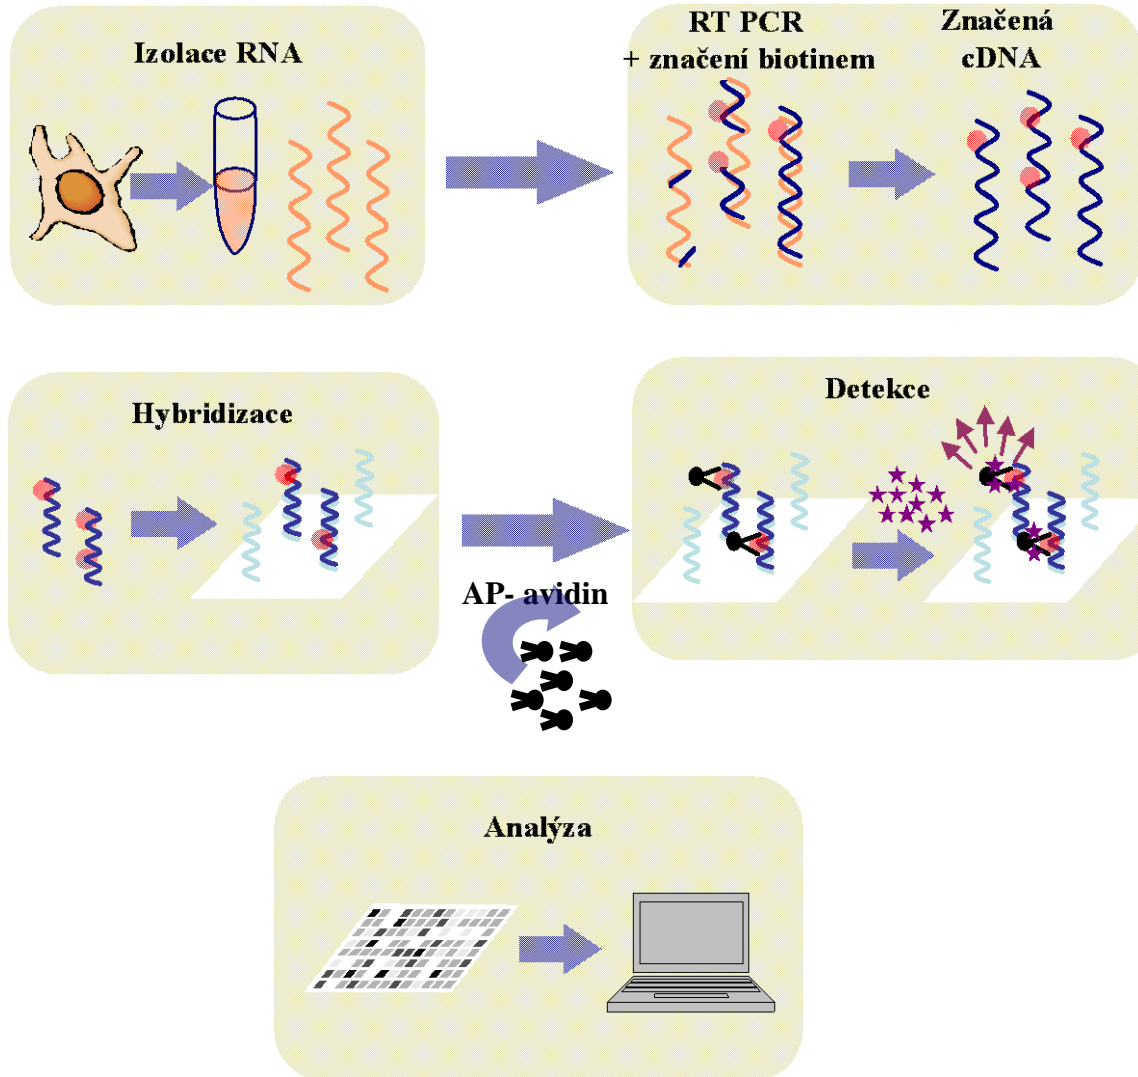 Izolace RNA
RT PCR
+ značení biotinem
Značená
cDNA
Hybridizace
AP- avidin
Detekce
Analýza